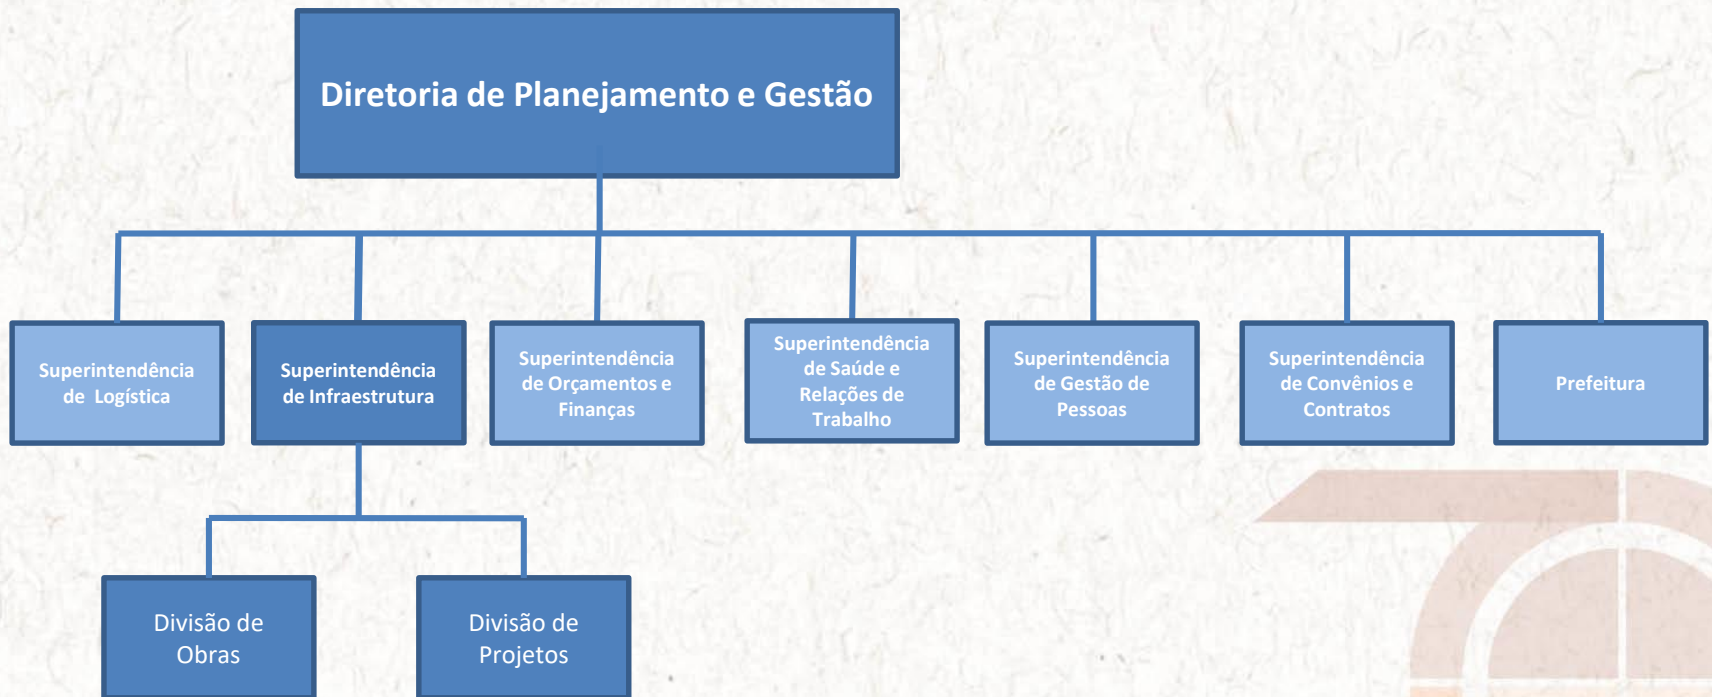 Diretoria de Planejamento e Gestão
Superintendência
de Logística
Superintendência
de Infraestrutura
Superintendência
de Orçamentos e
Finanças
Superintendência
de Saúde e
Relações de
Trabalho
Superintendência
de Gestão de
Pessoas
Superintendência
de Convênios e
Contratos
Prefeitura
Divisão de
Obras
Divisão de
Projetos